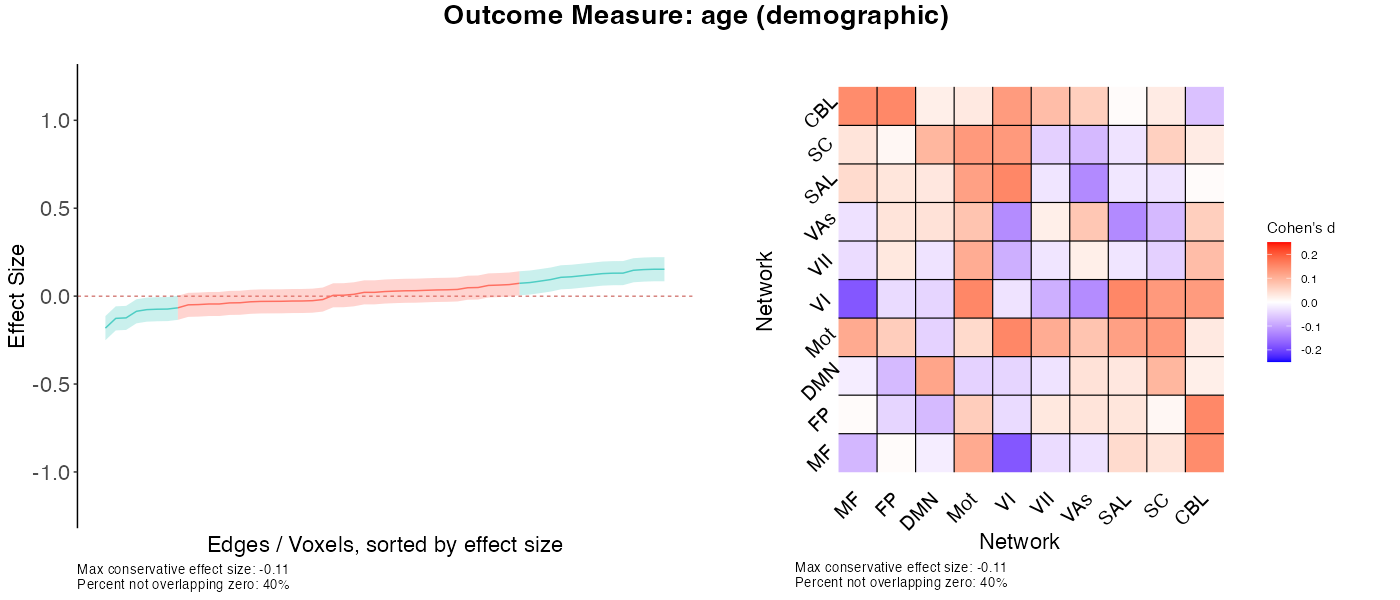 Outcome Measure: age (demographic)
1.0
0.5
0.0
-0.5
-1.0
Effect Size
Edges / Voxels, sorted by effect size
Max conservative effect size: -0.11
Percent not overlapping zero: 40%
CBL
SC
SAL
VAs
VII
VI
Mot
DMN
FP
MF
Network
MF FP DMN Mot VI VII VAs SAL SC CBL
Network
Max conservative effect size: -0.11
Percent not overlapping zero: 40%
Cohen's d
0.2
0.1
0.0
-0.1
-0.2